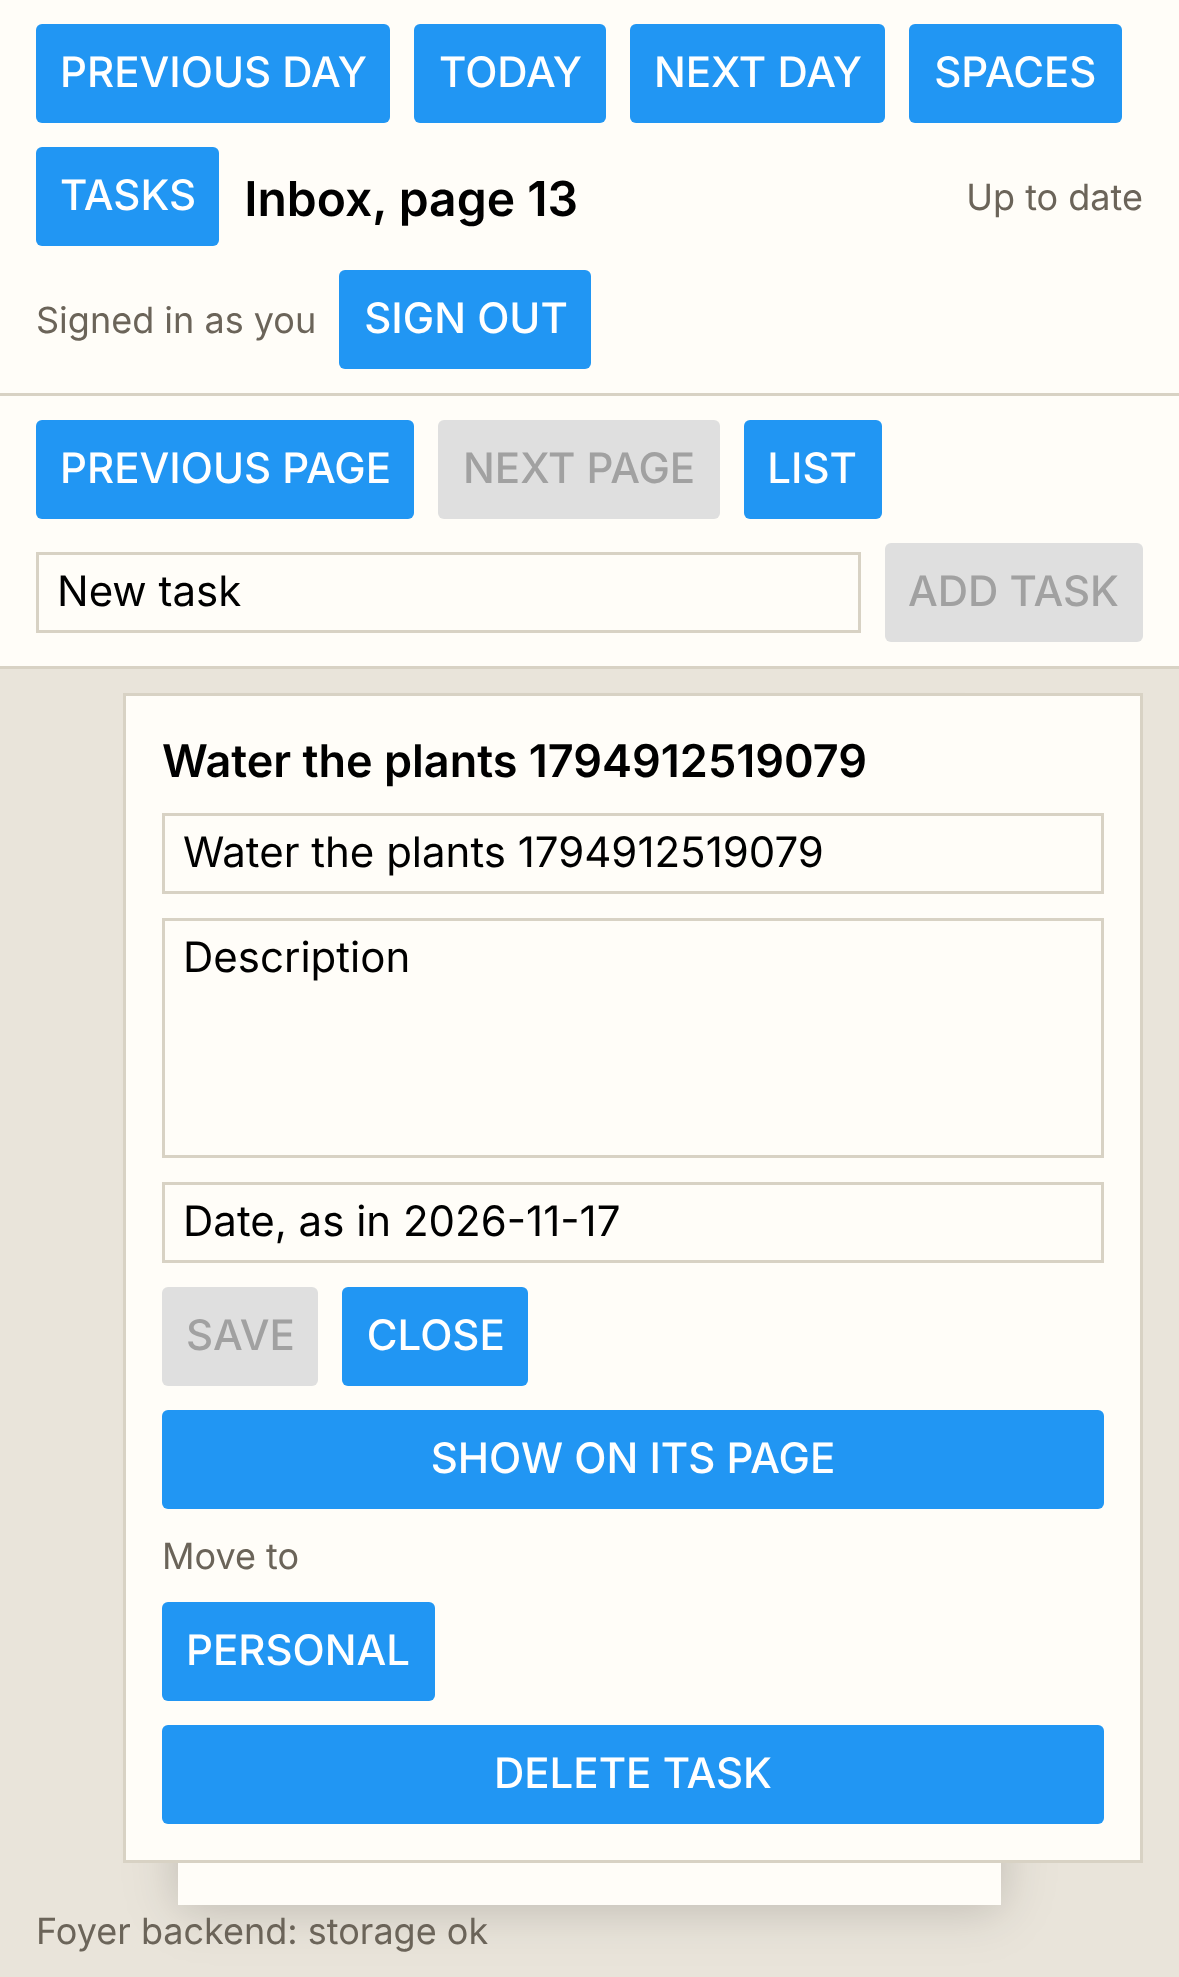 PREVIOUS DAY TODAY NEXT DAY SPACES
TASKS Inbox, page 13 Up to date
Signed in as you SIGN OUT
PREVIOUS PAGE NEXT PAGE LIST
New task ADD TASK
Water the plants 1794912519079
Water the plants 1794912519079
Description
Date, as in 2026-11-17
SAVE CLOSE
SHOW ON ITS PAGE
Move to
PERSONAL
DELETE TASK
Foyer backend: storage ok